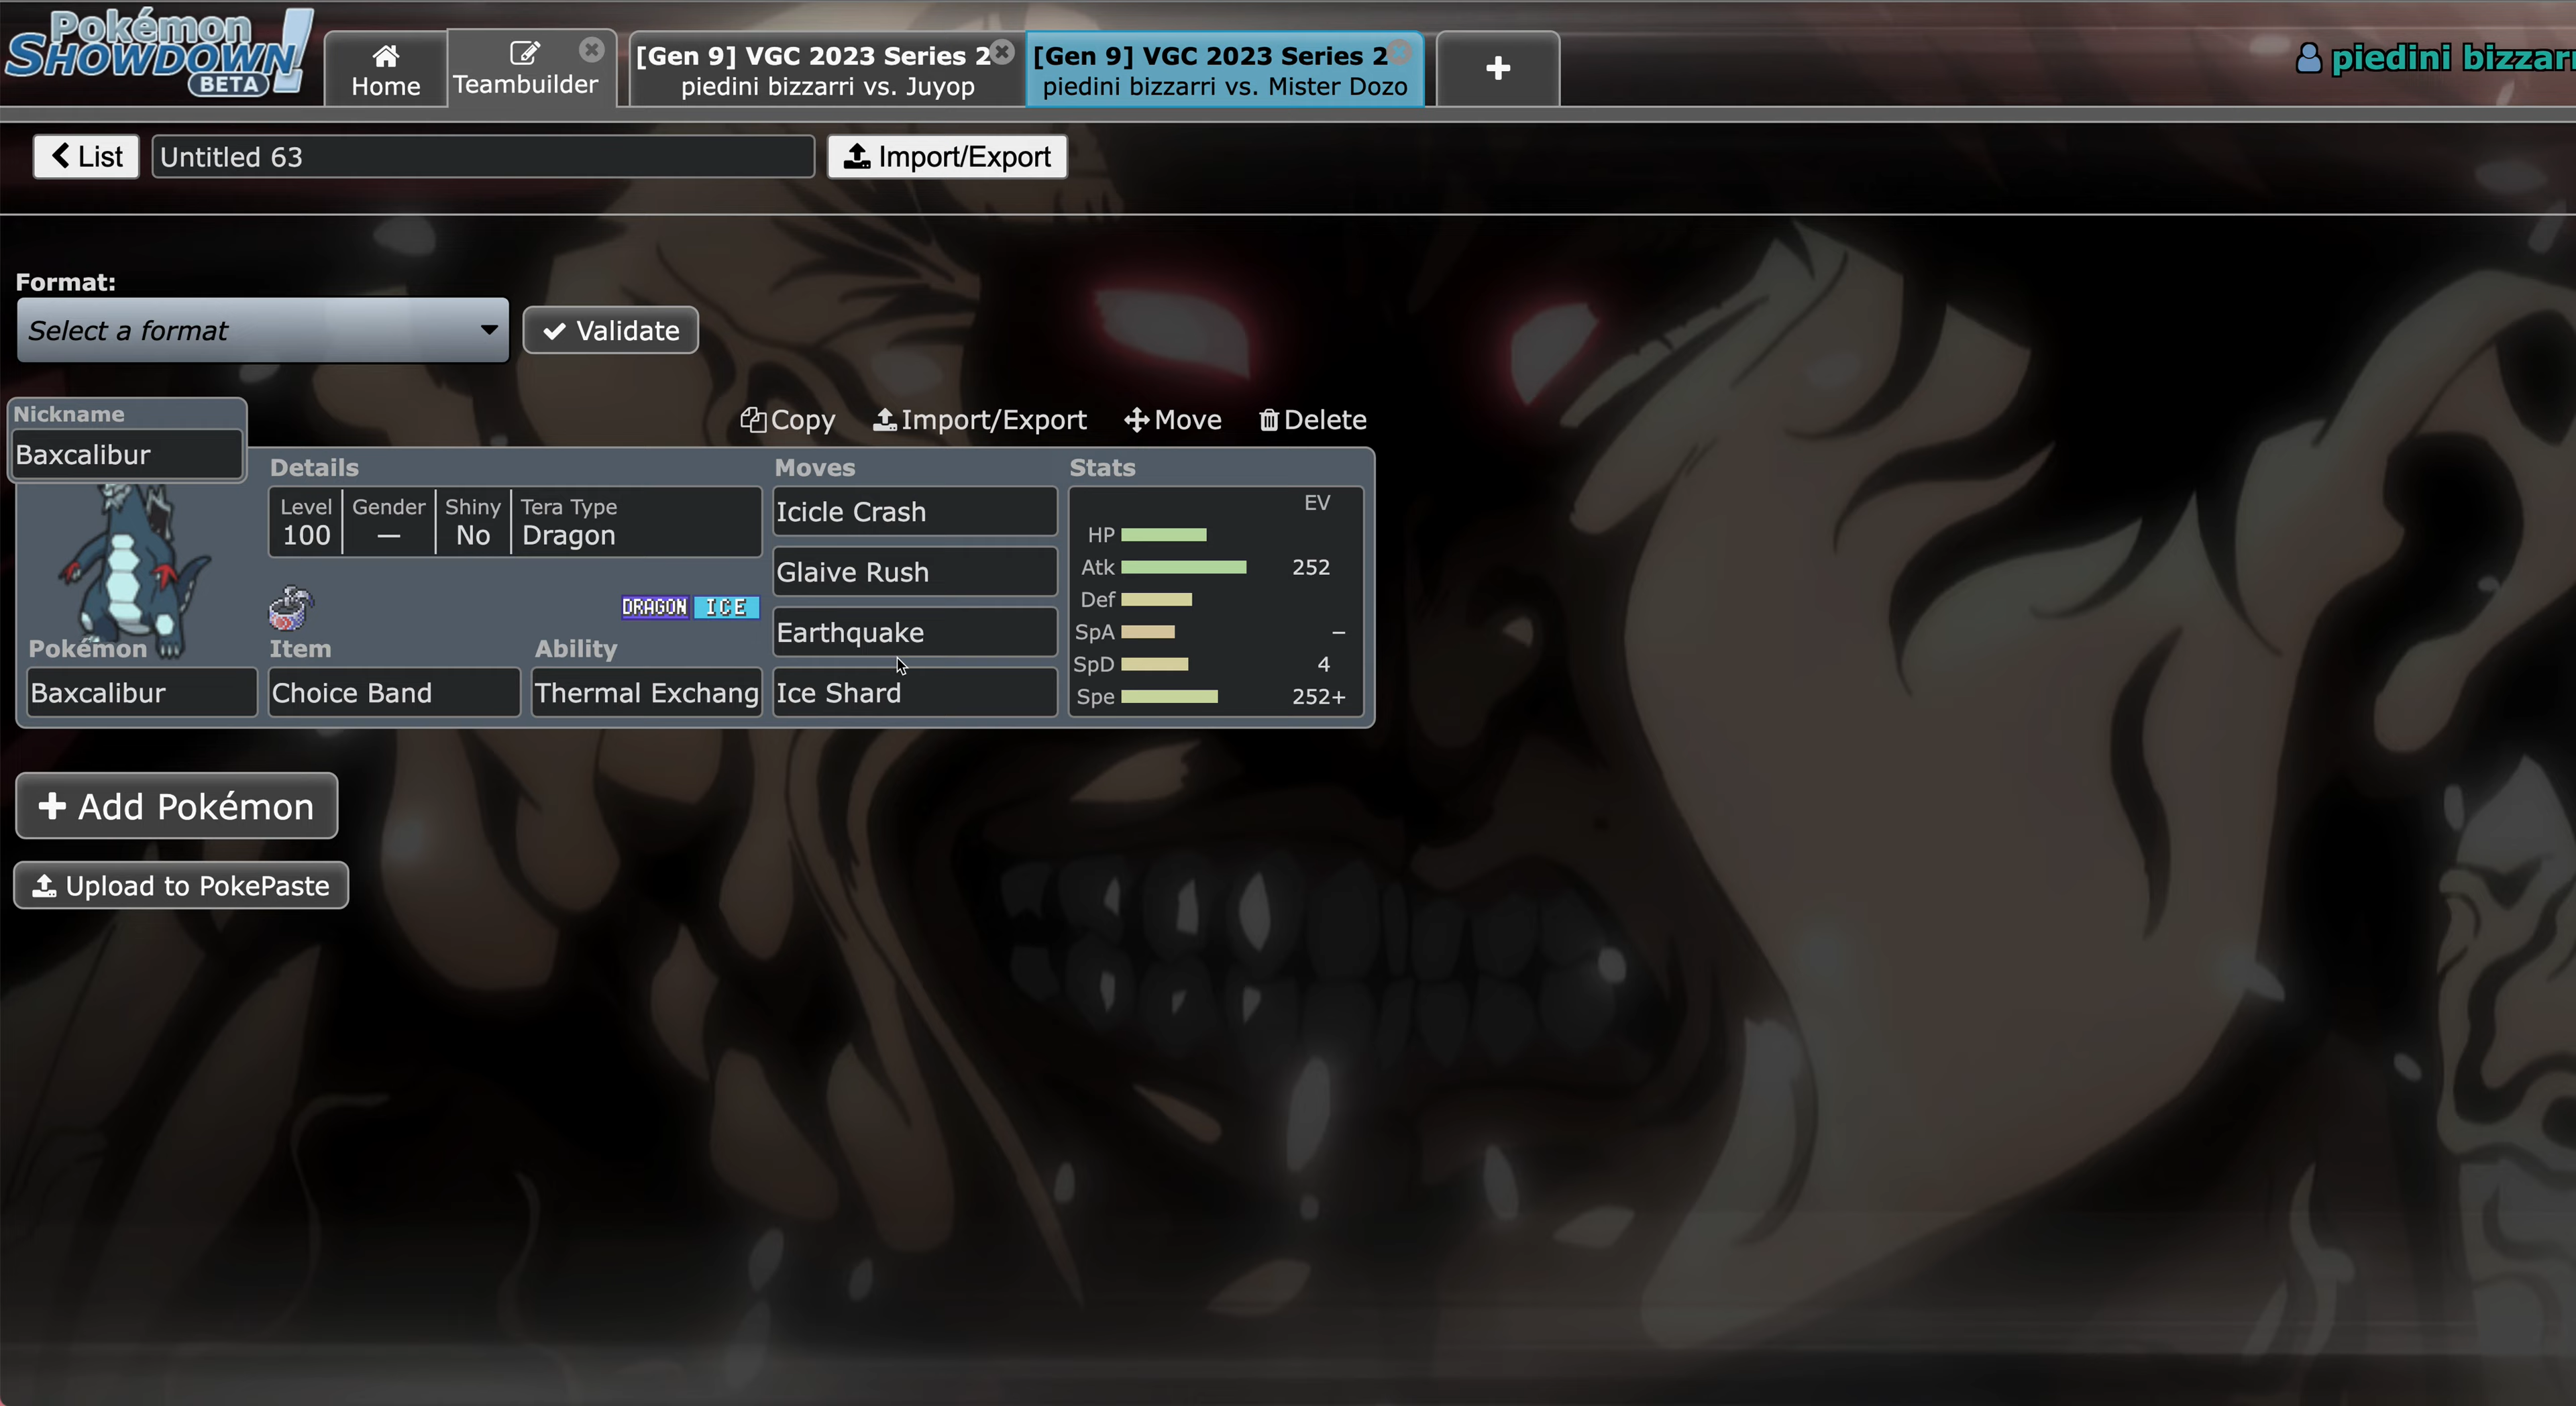 Pokémon
SHOWDOWN!
BETA
Home
Teambuilder
[Gen 9] VGC 2023 Series 2
piedini bizzarri vs. Juyop
[Gen 9] VGC 2023 Series 2
piedini bizzarri vs. Mister Dozo
piedini bizzarr
List
Untitled 63
Import/Export
Format:
Select a format
Validate
Nickname
Baxcalibur
Copy
Import/Export
Move
Delete
Details
Level
100
Gender
—
Shiny
No
Tera Type
Dragon
DRAGON ICE
Pokémon
Baxcalibur
Item
Choice Band
Ability
Thermal Exchang
Moves
Icicle Crash
Glaive Rush
Earthquake
Ice Shard
Stats
EV
HP
Atk 252
Def
SpA –
SpD 4
Spe 252+
Add Pokémon
Upload to PokePaste